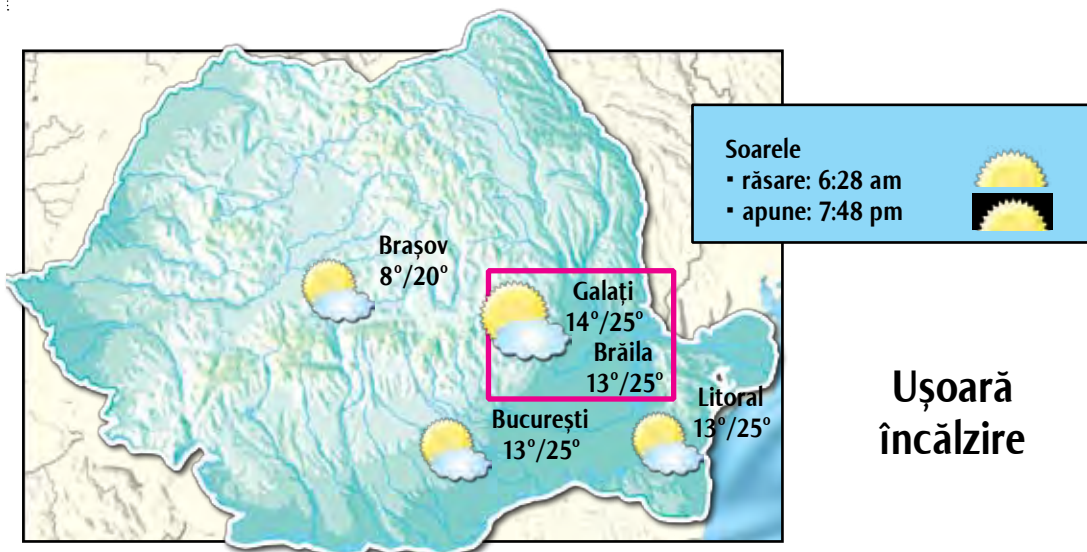 Soarele
▪ răsare: 6:28 am
▪ apune: 7:48 pm
Brașov
8°/20°
Galați
14°/25°
Brăila
13°/25°
Litoral
13°/25°
București
13°/25°
Ușoară
încălzire